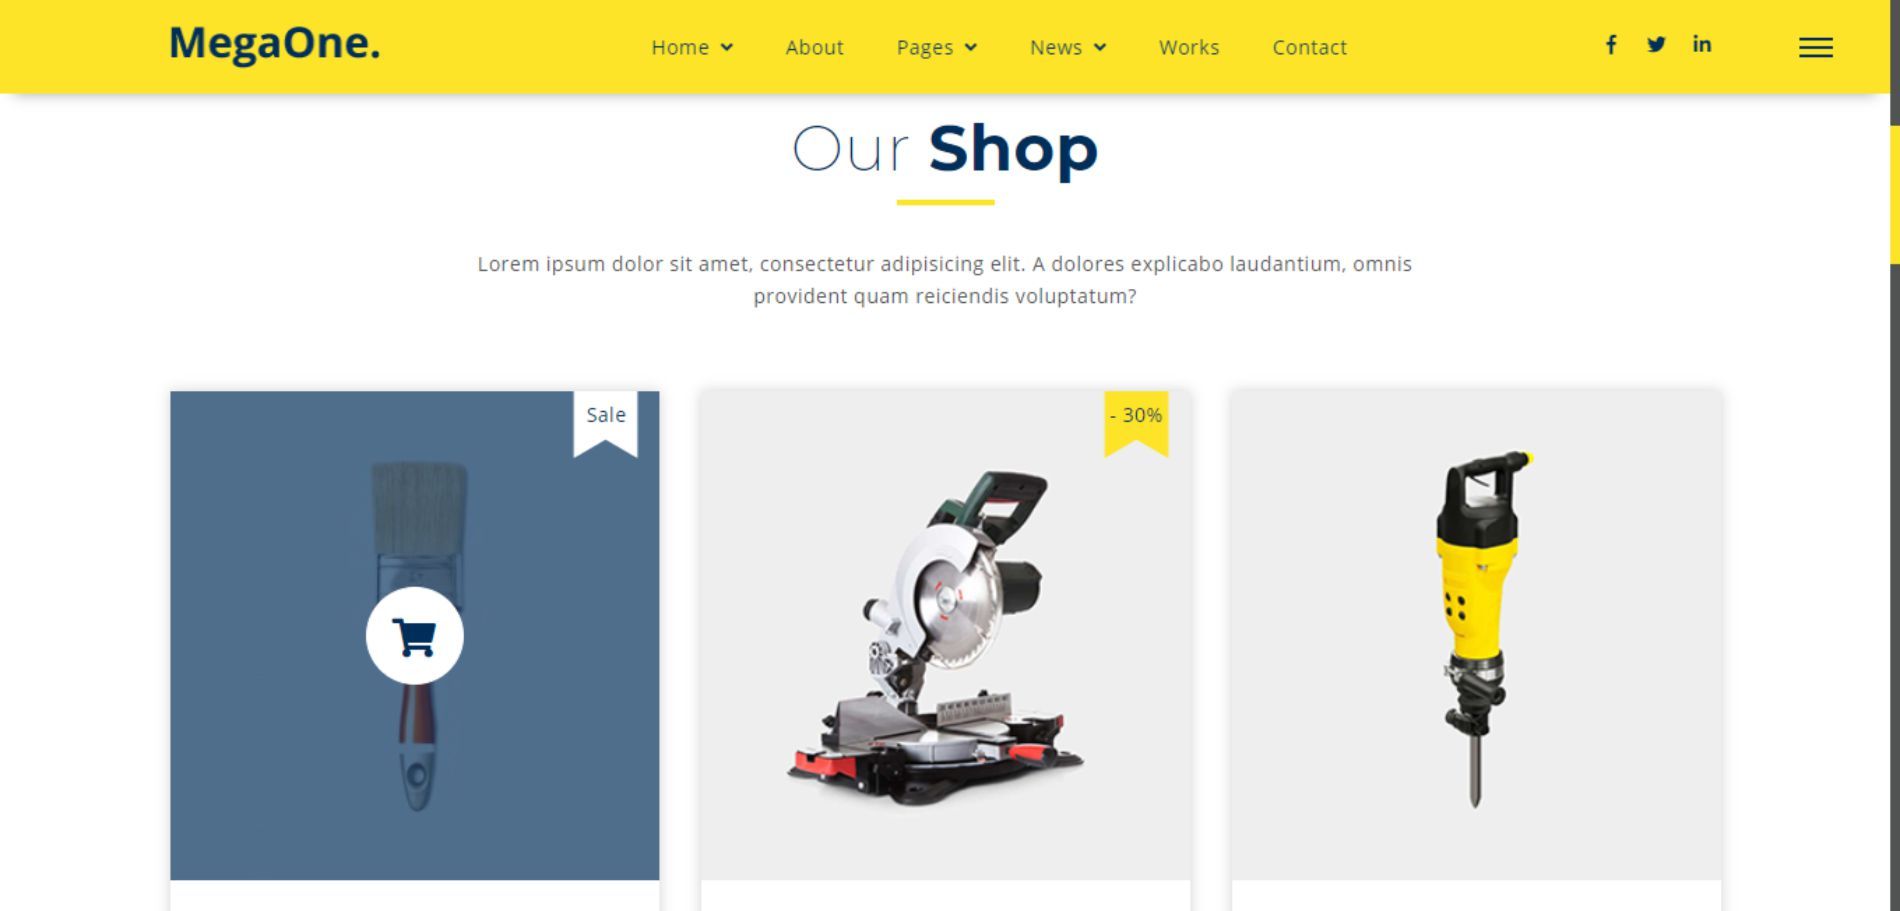 MegaOne.
Home About Pages News Works Contact
Our Shop
Lorem ipsum dolor sit amet, consectetur adipisicing elit. A dolores explicabo laudantium, omnis
provident quam reiciendis voluptatum?
Sale
- 30%